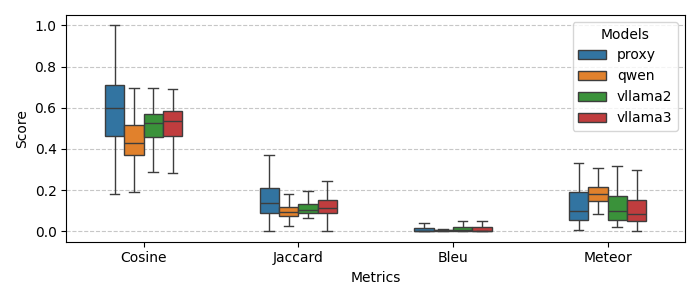 Score
1.0
0.8
0.6
0.4
0.2
0.0
Models
proxy
qwen
vllama2
vllama3
Cosine
Jaccard
Bleu
Meteor
Metrics